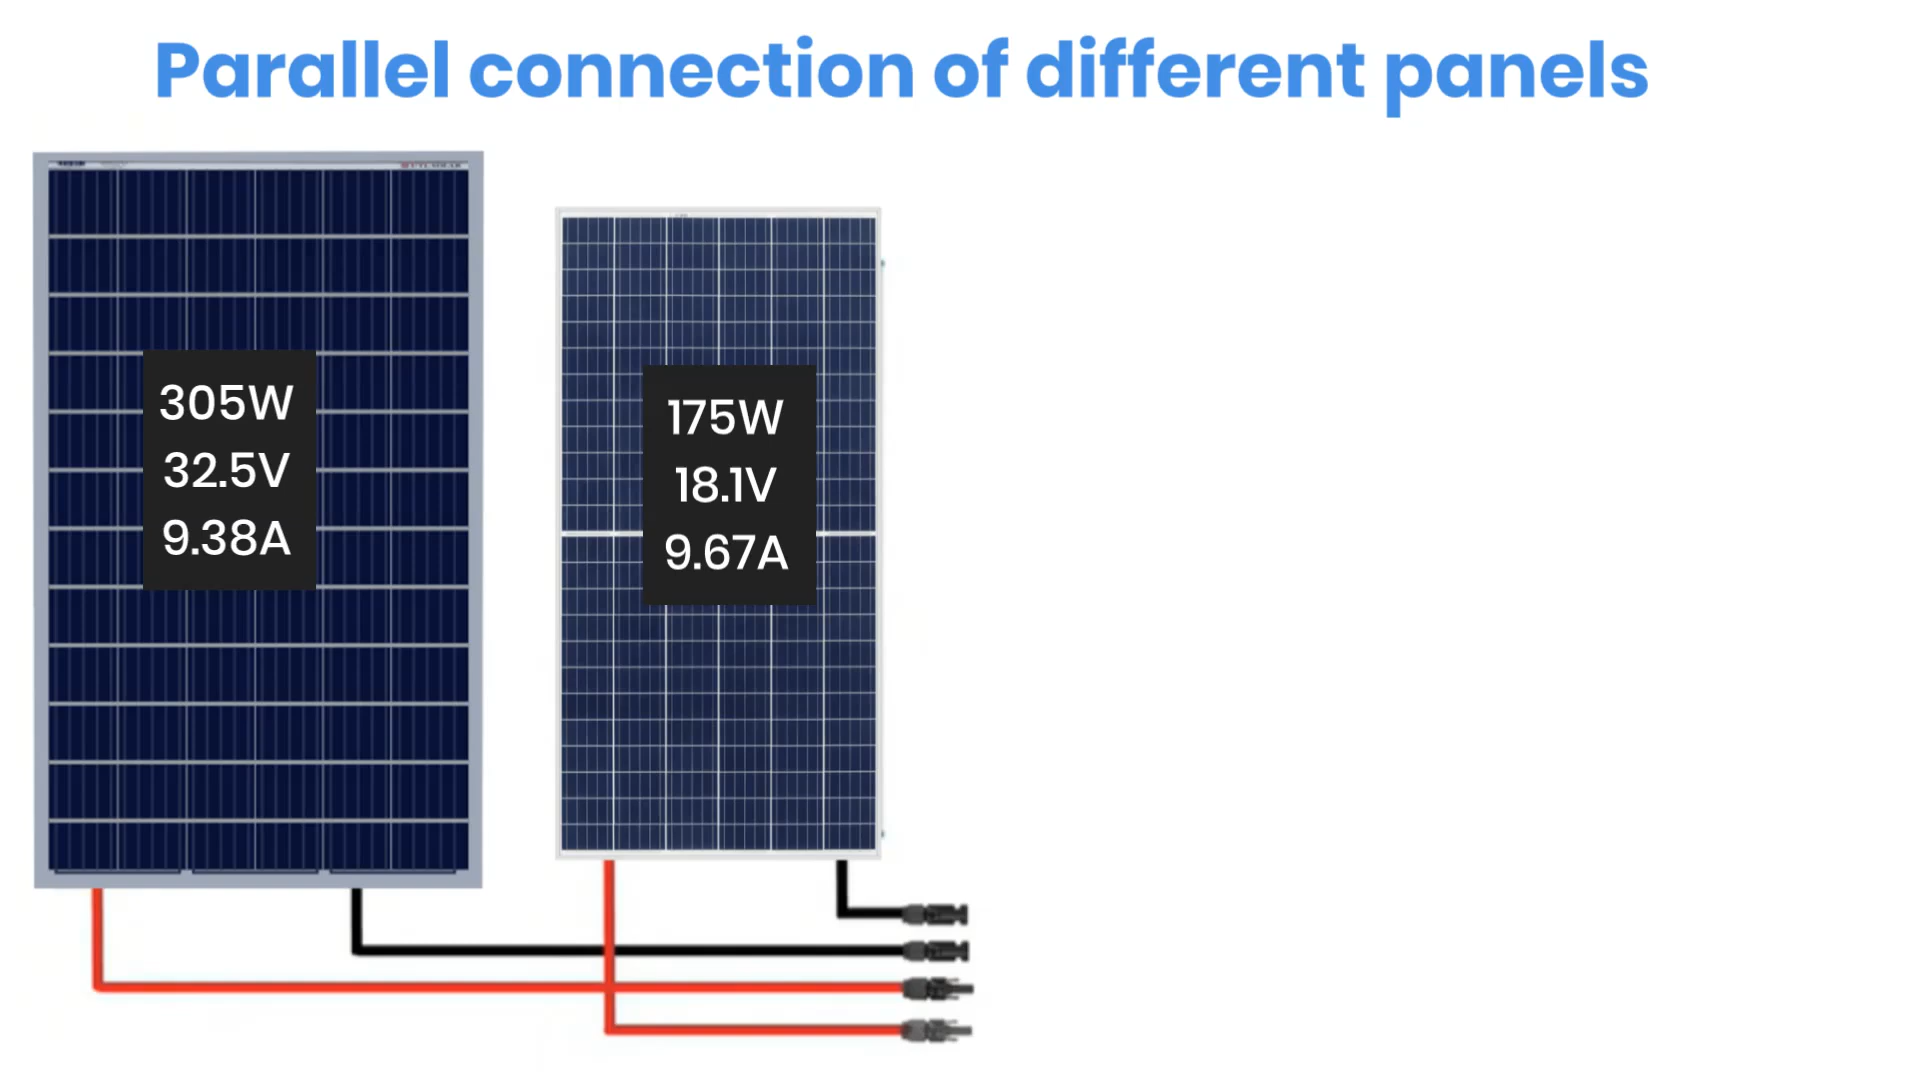 Parallel connection of different panels
305W
32.5V
9.38A
175W
18.1V
9.67A